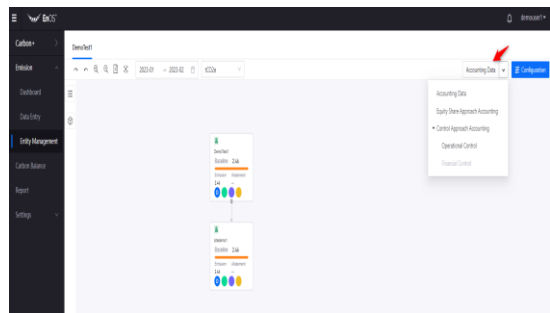 EnOS
demouser1
Carbon+
DemoTest1
Emission
2023-01 ~ 2023-02
tCO2e
Accounting Data
Configuration
Dashboard
Accounting Data
Data Entry
Equity Share Approach Accounting
Control Approach Accounting
Entity Management
Operational Control
DemoTest1
Carbon Balance
Financial Control
Emission
Report
Settings
Emission